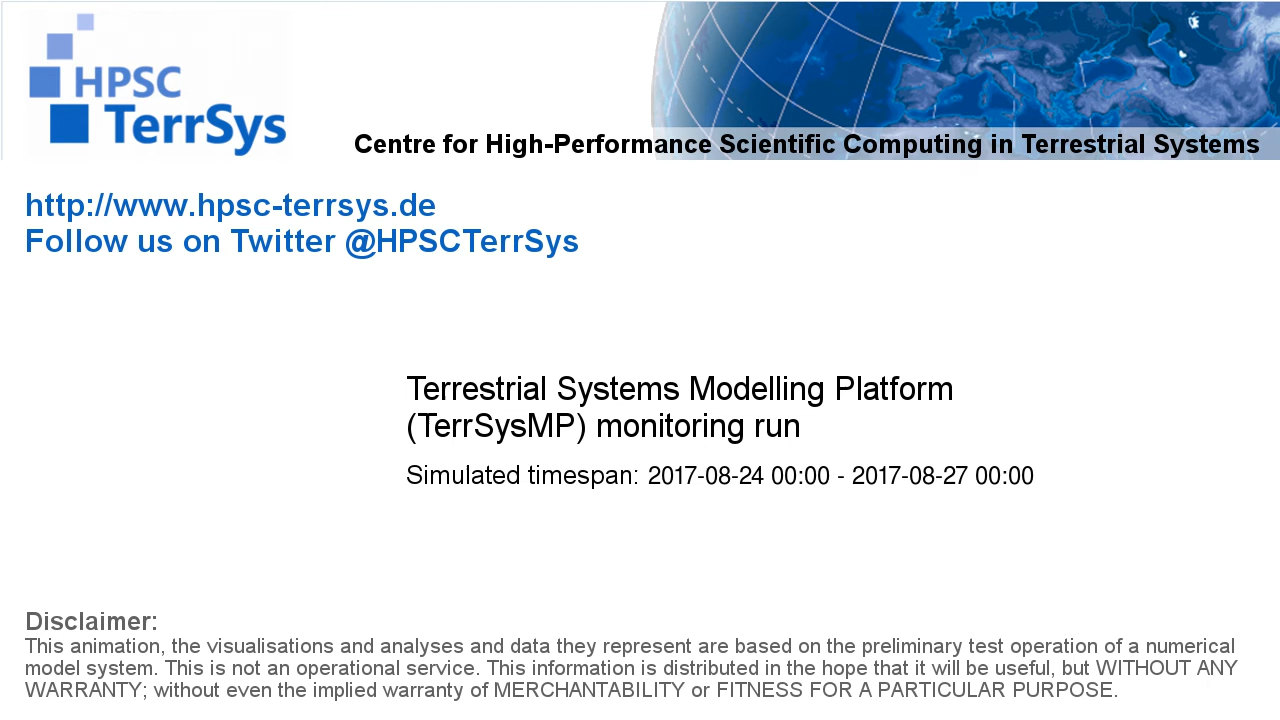 HPSC
TerrSys
Centre for High-Performance Scientific Computing in Terrestrial Systems
http://www.hpsc-terrsys.de
Follow us on Twitter @HPSCTerrSys
Terrestrial Systems Modelling Platform
(TerrSysMP) monitoring run
Simulated timespan: 2017-08-24 00:00 - 2017-08-27 00:00
Disclaimer:
This animation, the visualisations and analyses and data they represent are based on the preliminary test operation of a numerical
model system. This is not an operational service. This information is distributed in the hope that it will be useful, but WITHOUT ANY
WARRANTY; without even the implied warranty of MERCHANTABILITY or FITNESS FOR A PARTICULAR PURPOSE.